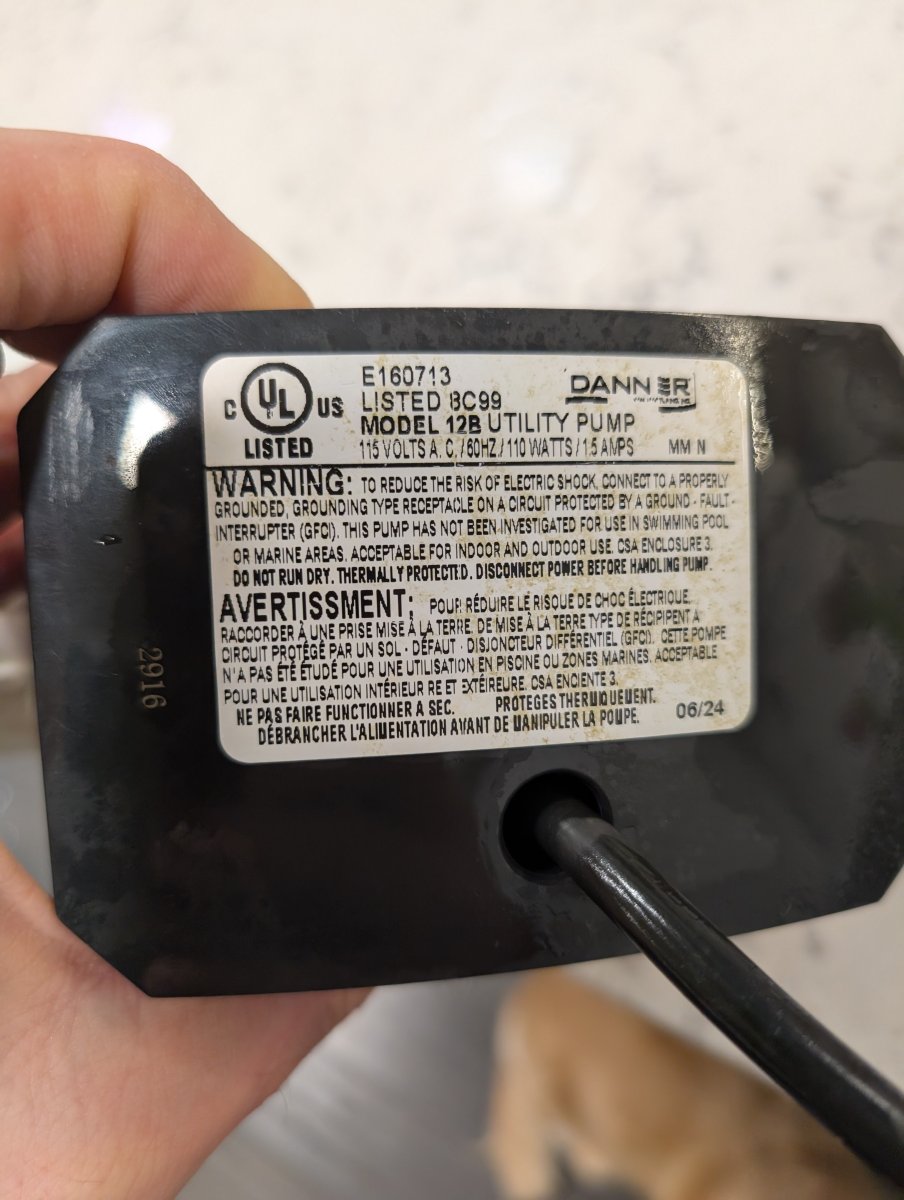 C UL US
LISTED
E160713
LISTED 8C99
MODEL 12B UTILITY PUMP
115 VOLTS A.C./60HZ/110 WATTS/1.5 AMPS
DANNER
MM N
WARNING: TO REDUCE THE RISK OF ELECTRIC SHOCK, CONNECT TO A PROPERLY
GROUNDED, GROUNDING TYPE RECEPTACLE ON A CIRCUIT PROTECTED BY A GROUND - FAULT -
INTERRUPTER (GFCI). THIS PUMP HAS NOT BEEN INVESTIGATED FOR USE IN SWIMMING POOL
OR MARINE AREAS. ACCEPTABLE FOR INDOOR AND OUTDOOR USE. CSA ENCLOSURE 3.
DO NOT RUN DRY. THERMALLY PROTECTED. DISCONNECT POWER BEFORE HANDLING PUMP.
AVERTISSMENT: POUR RÉDUIRE LE RISQUE DE CHOC ÉLECTRIQUE.
RACCORDER À UNE PRISE MISE À LA TERRE. DE MISE À LA TERRE TYPE DE RÉCIPIENT A
CIRCUIT PROTÉGÉ PAR UN SOL - DÉFAUT - DISJONCTEUR DIFFÉRENTIEL (GFCI). CETTE POMPE
N'A PAS ÉTÉ ÉTUDÉ POUR UNE UTILISATION EN PISCINE OU ZONES MARINES. ACCEPTABLE
POUR UNE UTILISATION INTÉRIEUR RE ET EXTÉREURE. CSA ENCIENTE 3.
NE PAS FAIRE FUNCTIONNER A SEC. PROTEGES THERMIQUEMENT.
DÉBRANCHER L'ALIMENTATION AVANT DE MANIPULER LA POMPE.
06/24
2916